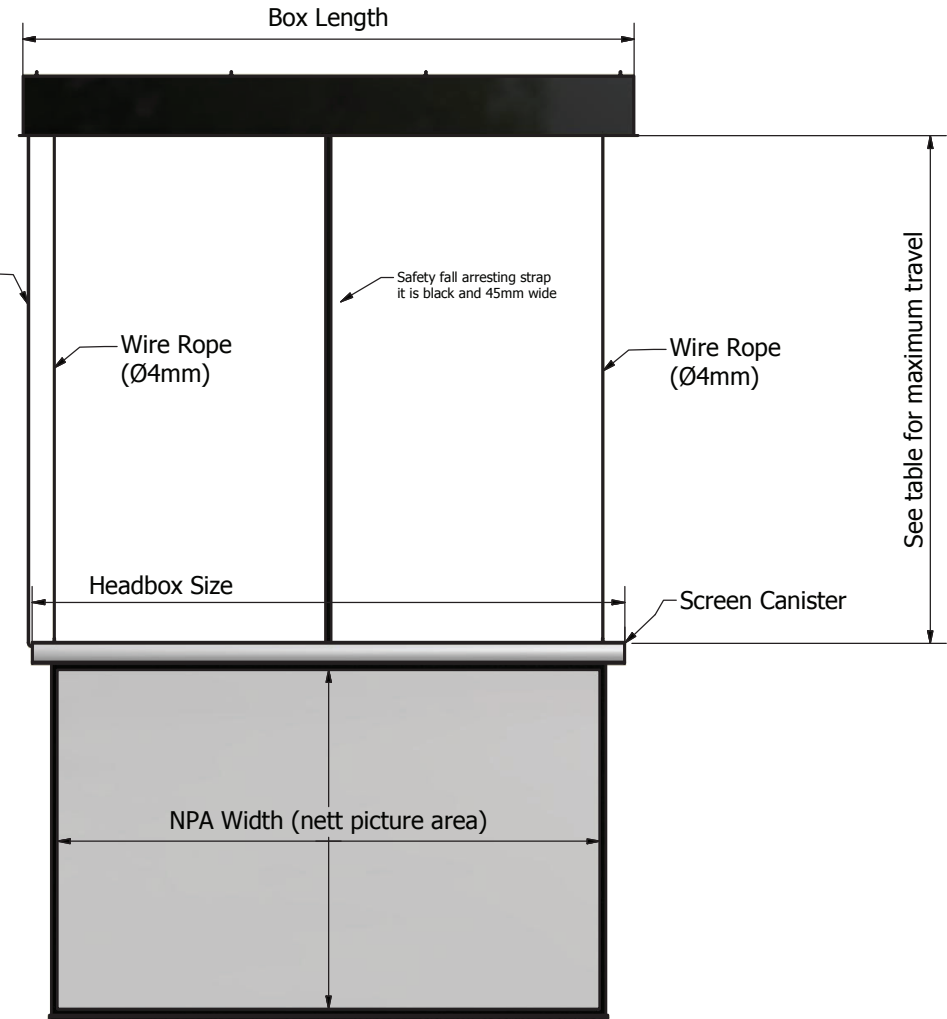 Box Length
Safety fall arresting strap
it is black and 45mm wide
Wire Rope
(Ø4mm)
Wire Rope
(Ø4mm)
See table for maximum travel
Headbox Size
Screen Canister
NPA Width (nett picture area)